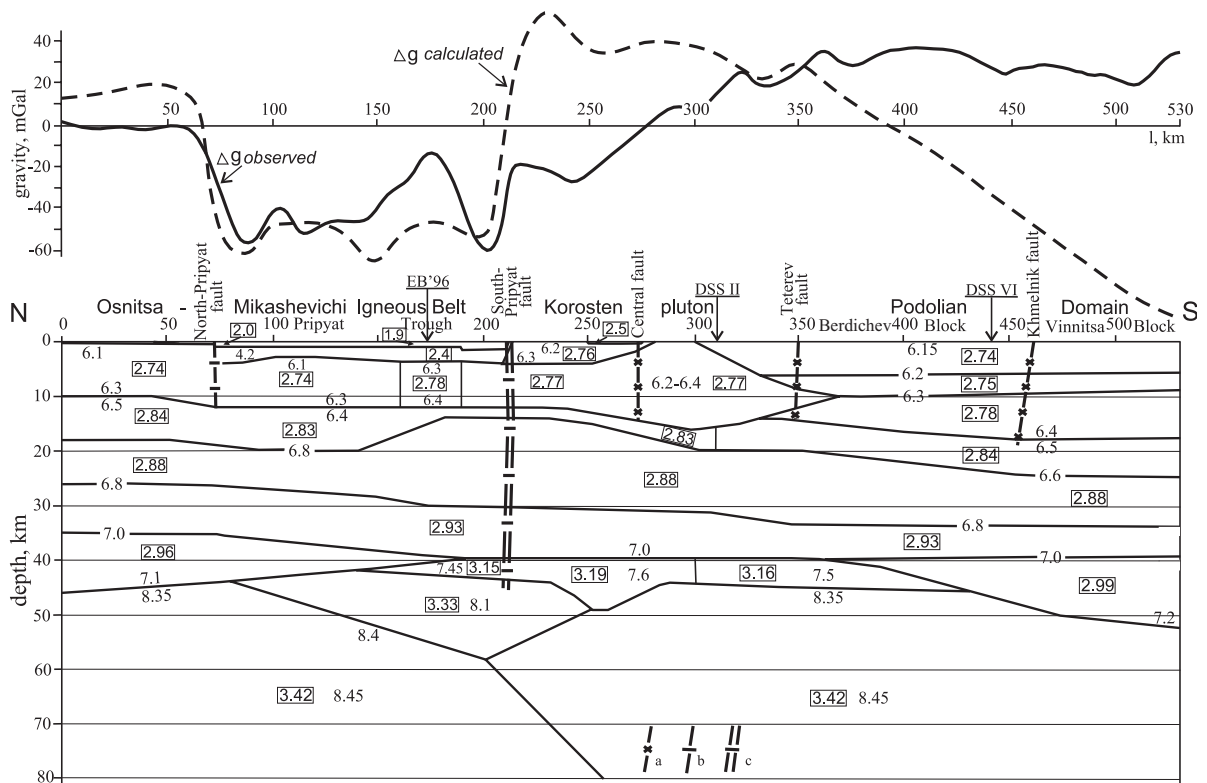 40
20
0
-20
-40
-60
gravity, mGal
△g calculated
△g observed
50 100 150 200 250 300 350 400 450 500 530
l, km
North-Pripyat fault
EB'96
South-Pripyat fault
Central fault
DSS II
Teterev fault
DSS VI
Khmelnik fault
N Osnitsa - Mikashevichi Igneous Belt Korosten pluton Podolian Domain S
0 50 100 Pripyat Trough 200 250 300 350 Berdichev 400 Block 450 Vinnitsa 500 Block
2.0 1.9 2.5
0 6.1 4.2 2.4 6.2 2.76 6.15 2.74
2.74 6.1 2.74 6.3 2.78 6.3 2.77 6.2-6.4 2.77 6.2 2.75
10 6.3 6.3 6.4 6.3 2.78
6.5 2.84 6.4 2.83 2.83 6.4
20 6.8 6.5 2.84
2.88 2.88 6.6 2.88
6.8
30 2.93 6.8 2.93
7.0 7.0 7.0
40 2.96 7.45 3.15 3.19 7.6 3.16 7.5 2.99
7.1
8.35 3.33 8.1 8.35
50 8.4 7.2
60
3.42 8.45 3.42 8.45
70
a b c
80
depth, km